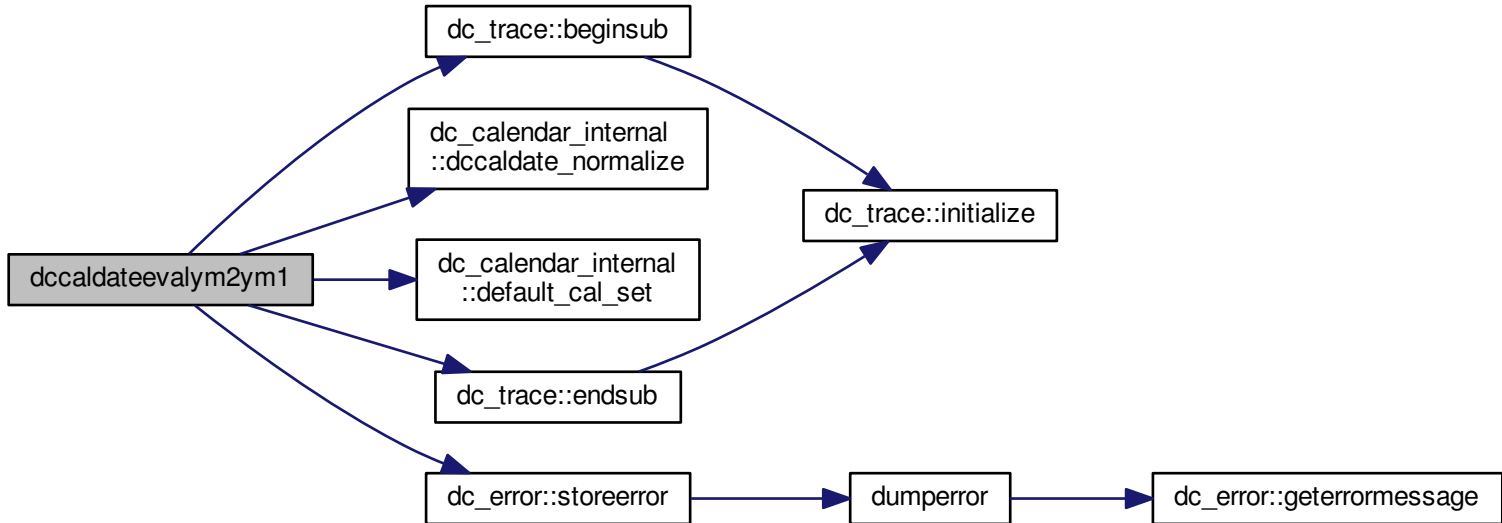 dc_trace::beginsub
dc_calendar_internal
::dccaldate_normalize
dc_trace::initialize
dccaldateevalym2ym1
dc_calendar_internal
::default_cal_set
dc_trace::endsub
dc_error::storeerror
dumperror
dc_error::geterrormessage